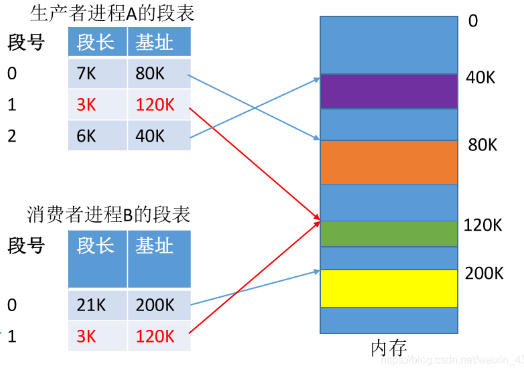 生产者进程A的段表
段号 段长 基址
0 7K 80K
1 3K 120K
2 6K 40K
消费者进程B的段表
段号 段长 基址
0 21K 200K
1 3K 120K
0
40K
80K
120K
200K
内存